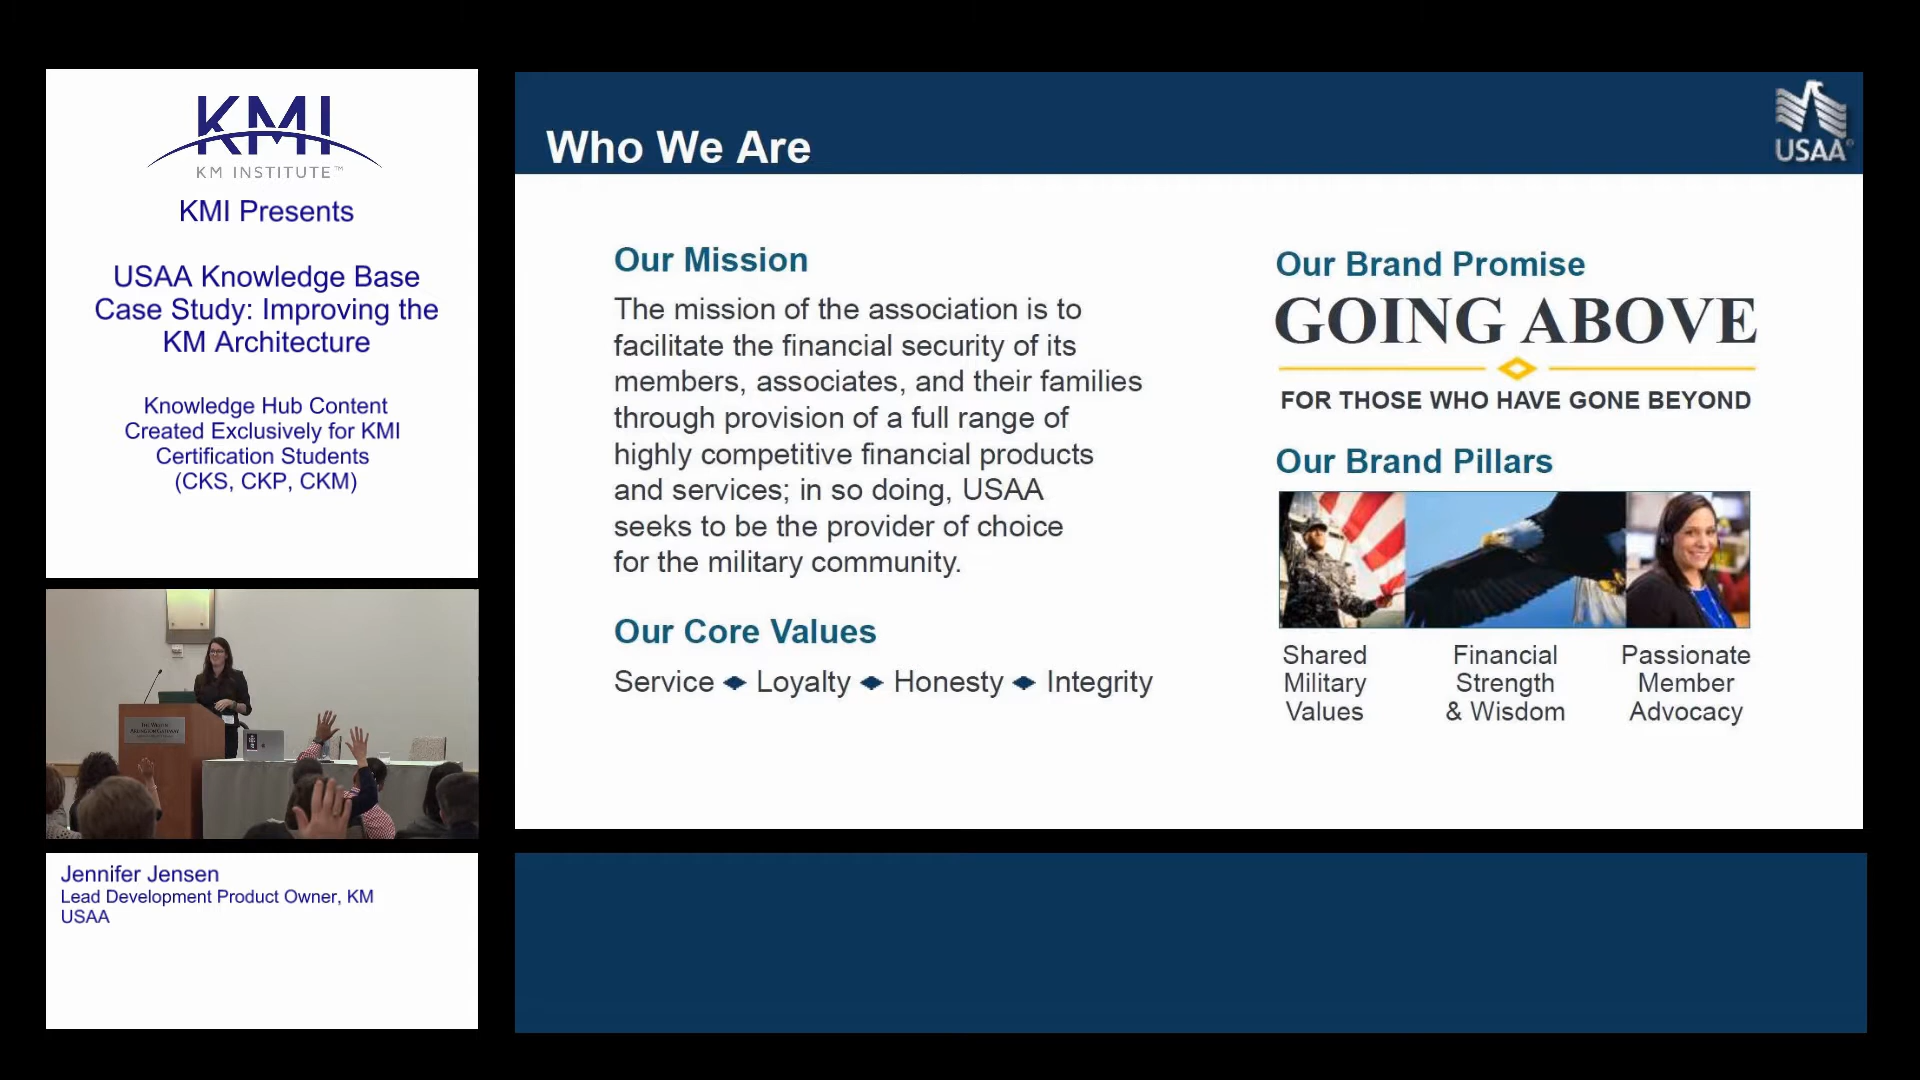 KMI
KM INSTITUTE™
KMI Presents
USAA Knowledge Base
Case Study: Improving the
KM Architecture
Knowledge Hub Content
Created Exclusively for KMI
Certification Students
(CKS, CKP, CKM)
Jennifer Jensen
Lead Development Product Owner, KM
USAA
Who We Are
USAA®
Our Mission
The mission of the association is to
facilitate the financial security of its
members, associates, and their families
through provision of a full range of
highly competitive financial products
and services; in so doing, USAA
seeks to be the provider of choice
for the military community.
Our Core Values
Service ◆ Loyalty ◆ Honesty ◆ Integrity
Our Brand Promise
GOING ABOVE
FOR THOSE WHO HAVE GONE BEYOND
Our Brand Pillars
Shared
Military
Values
Financial
Strength
& Wisdom
Passionate
Member
Advocacy